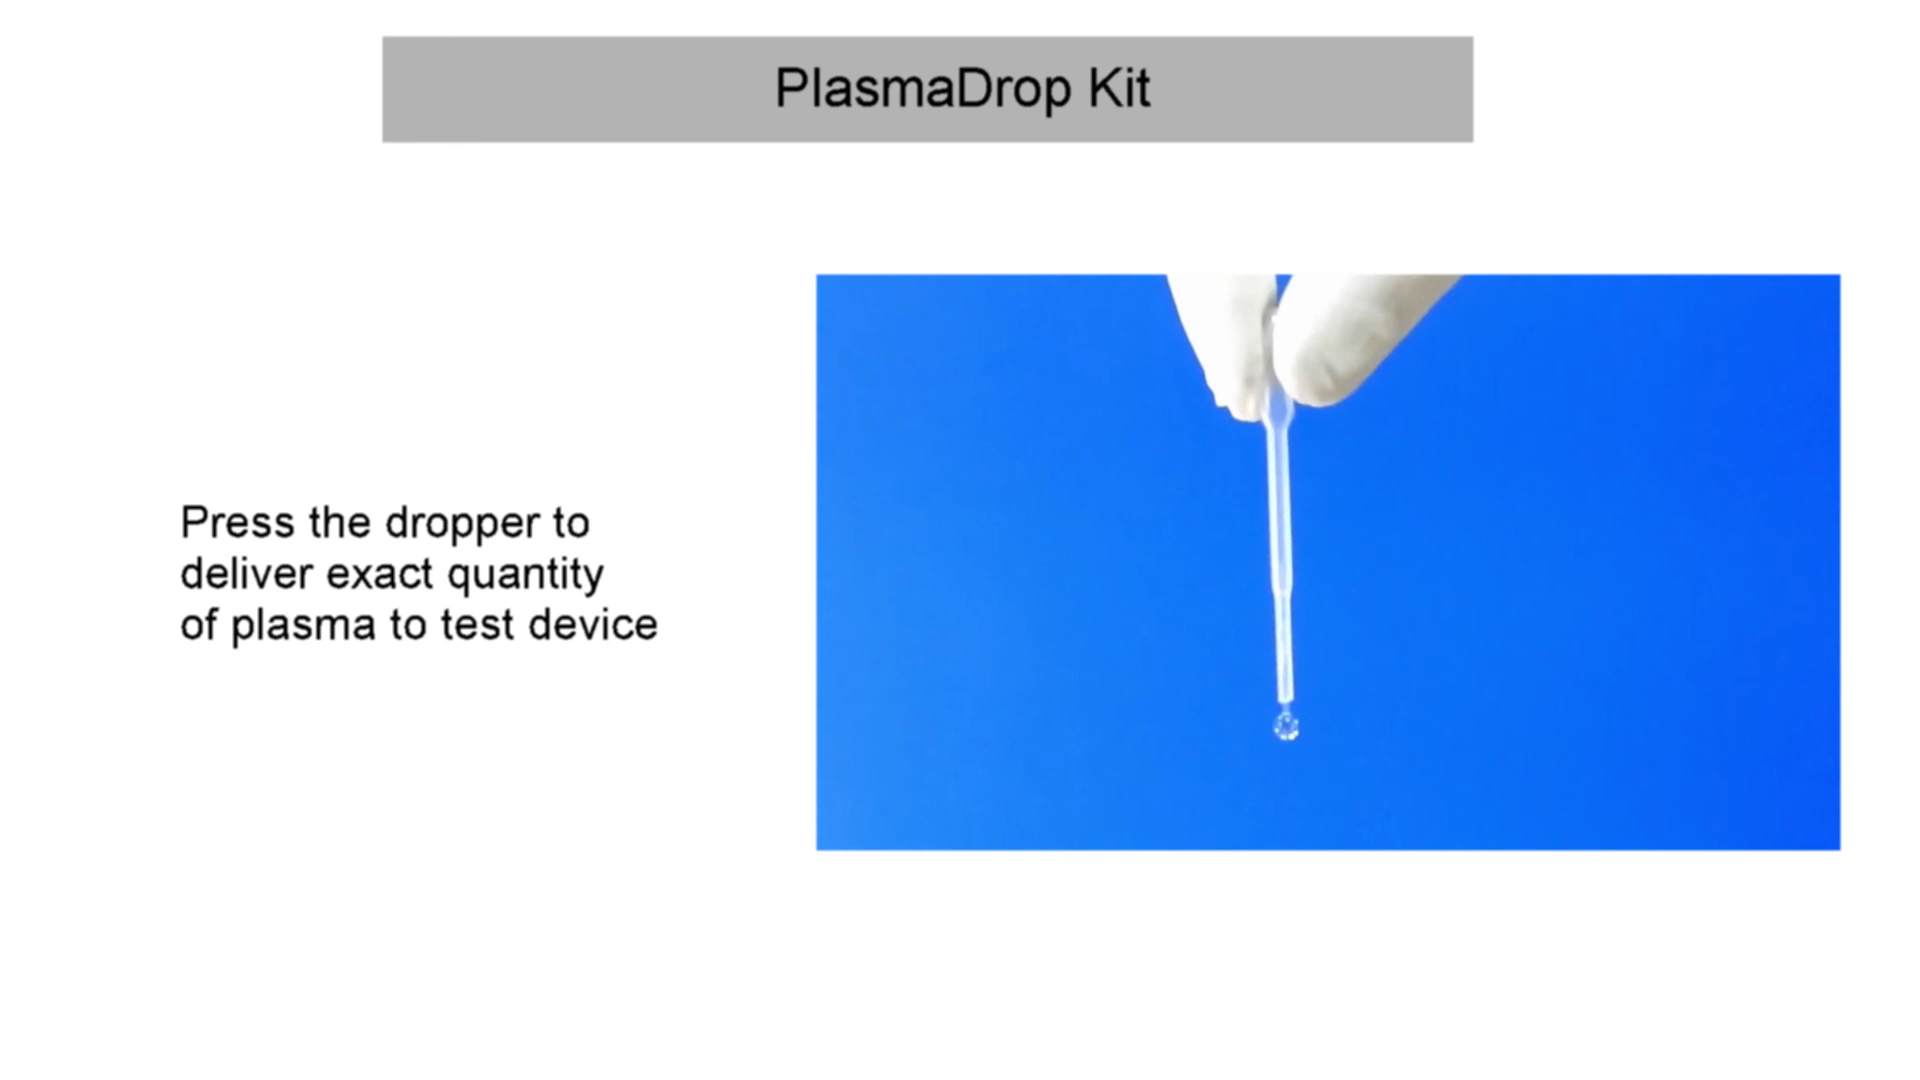 PlasmaDrop Kit
Press the dropper to
deliver exact quantity
of plasma to test device